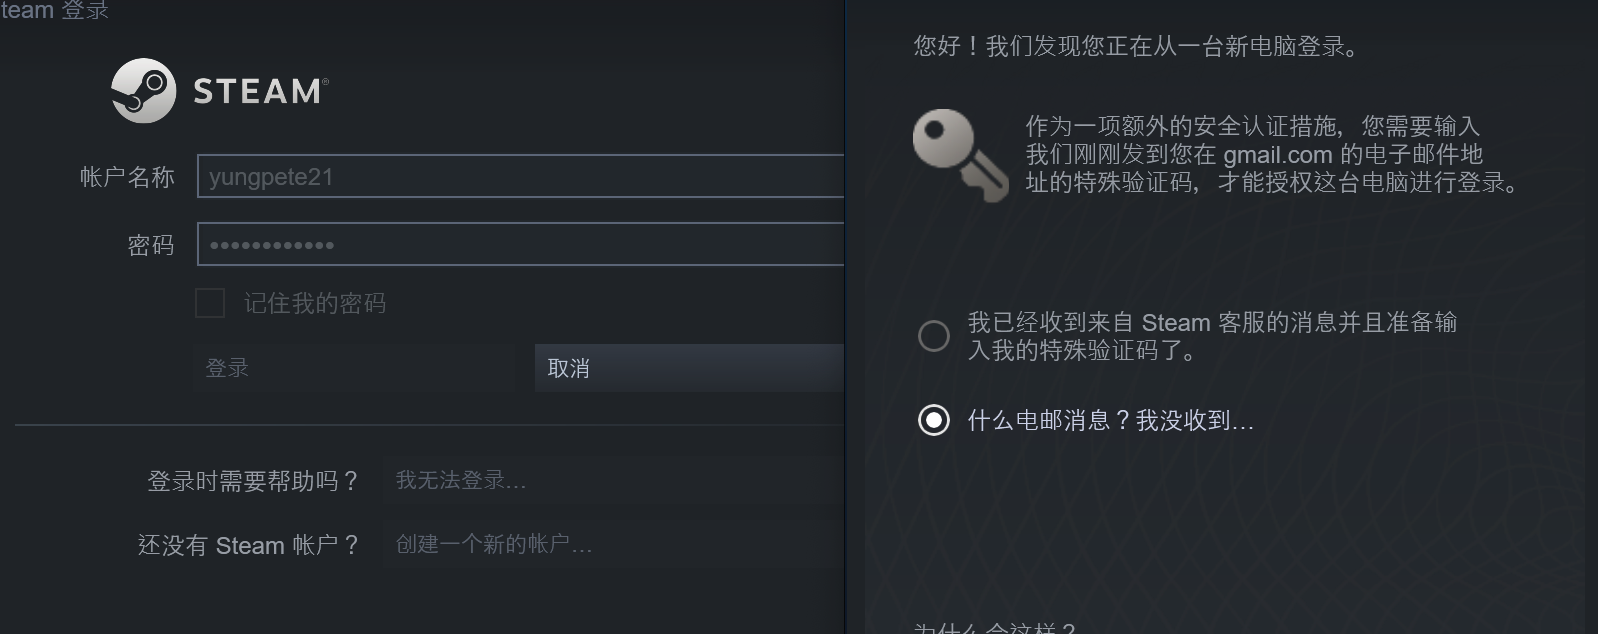 team 登录
STEAM®
帐户名称
yungpete21
密码
记住我的密码
登录
取消
登录时需要帮助吗？
我无法登录...
还没有 Steam 帐户？
创建一个新的帐户...
您好！我们发现您正在从一台新电脑登录。
作为一项额外的安全认证措施，您需要输入
我们刚刚发到您在 gmail.com 的电子邮件地
址的特殊验证码，才能授权这台电脑进行登录。
我已经收到来自 Steam 客服的消息并且准备输
入我的特殊验证码了。
什么电邮消息？我没收到...
为什么会这样？